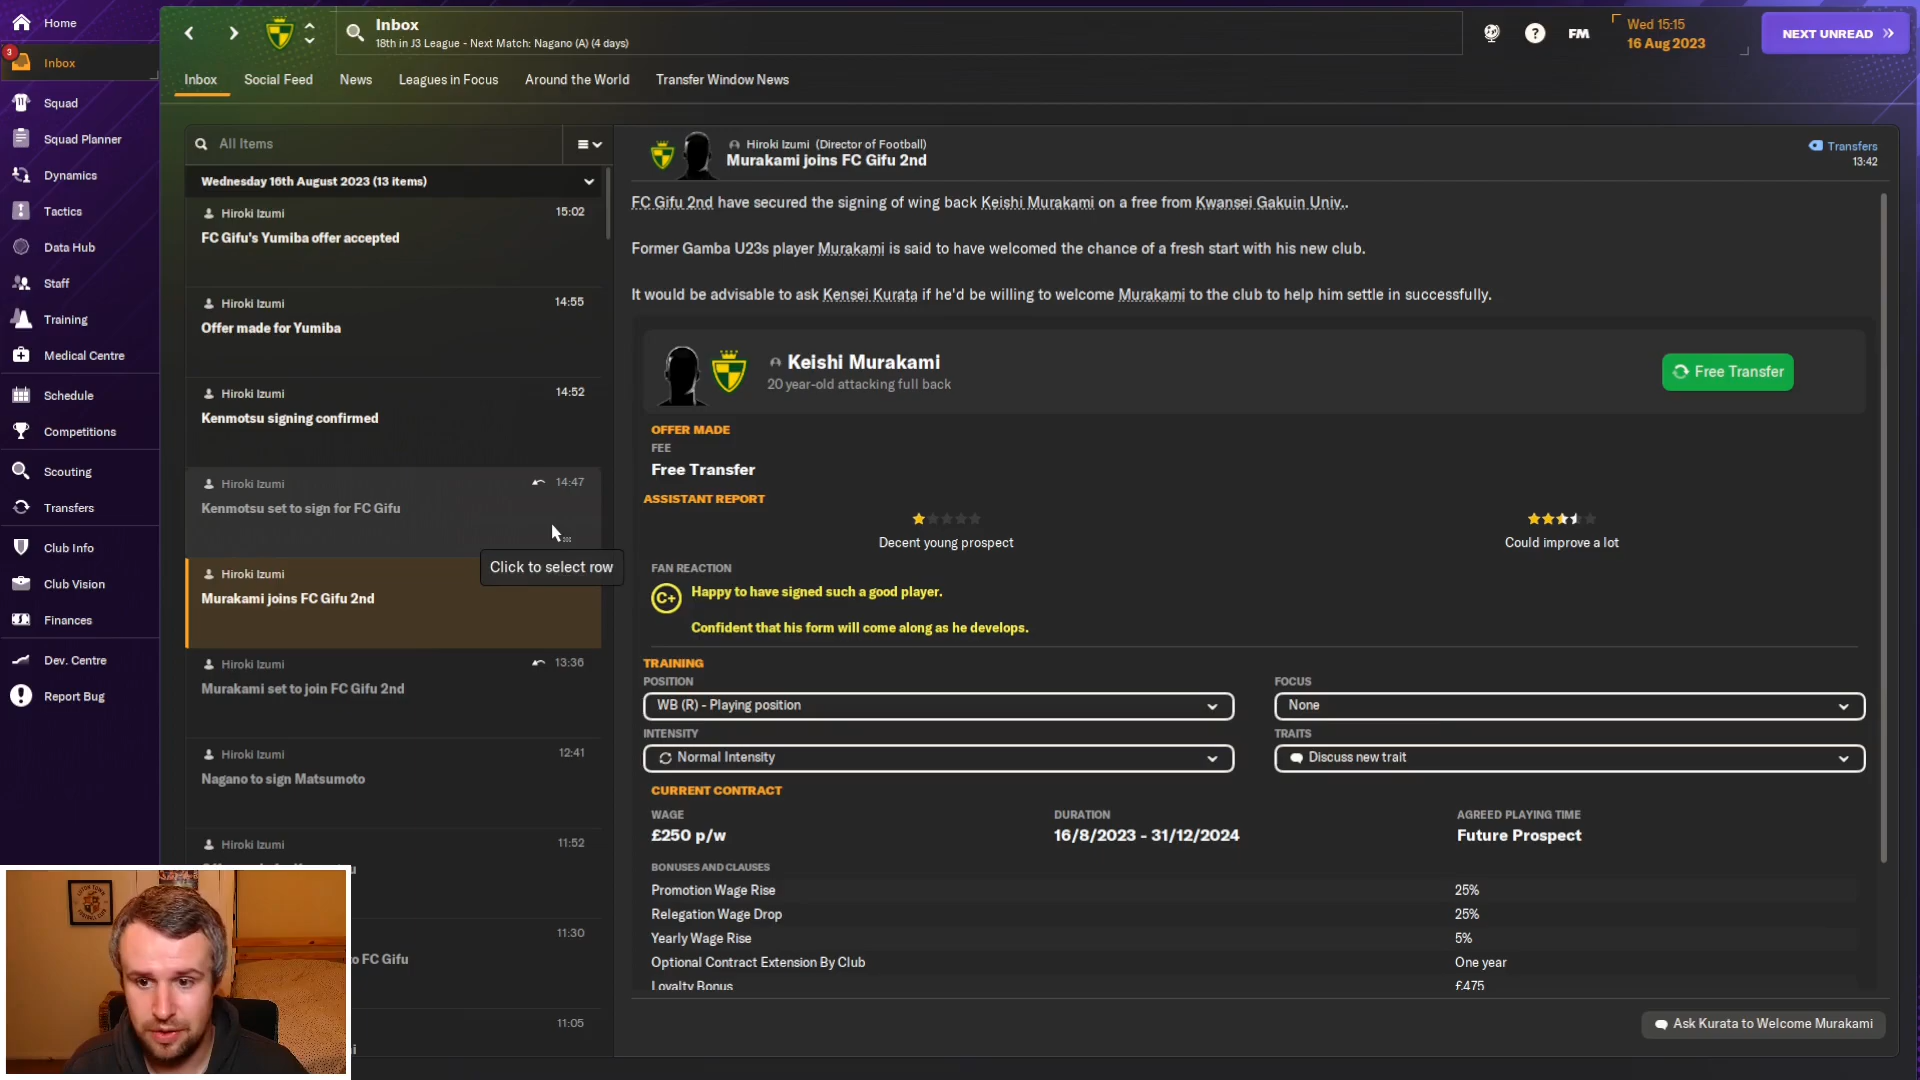 Home
3
Inbox
Squad
Squad Planner
Dynamics
Tactics
Data Hub
Staff
Training
Medical Centre
Schedule
Competitions
Scouting
Transfers
Club Info
Club Vision
Finances
Dev. Centre
Report Bug
Inbox
18th in J3 League - Next Match: Nagano (A) (4 days)
?
FM
Wed 15:15
16 Aug 2023
NEXT UNREAD
Inbox
Social Feed
News
Leagues in Focus
Around the World
Transfer Window News
All Items
Wednesday 16th August 2023 (13 items)
Hiroki Izumi
15:02
FC Gifu's Yumiba offer accepted
Hiroki Izumi
14:55
Offer made for Yumiba
Hiroki Izumi
14:52
Kenmotsu signing confirmed
Hiroki Izumi
14:47
Kenmotsu set to sign for FC Gifu
Click to select row
Hiroki Izumi
Murakami joins FC Gifu 2nd
Hiroki Izumi
13:36
Murakami set to join FC Gifu 2nd
Hiroki Izumi
12:41
Nagano to sign Matsumoto
Hiroki Izumi
11:52
11:30
o FC Gifu
11:05
Hiroki Izumi (Director of Football)
Murakami joins FC Gifu 2nd
Transfers
13:42
FC Gifu 2nd have secured the signing of wing back Keishi Murakami on a free from Kwansei Gakuin Univ..
Former Gamba U23s player Murakami is said to have welcomed the chance of a fresh start with his new club.
It would be advisable to ask Kensei Kurata if he'd be willing to welcome Murakami to the club to help him settle in successfully.
Keishi Murakami
20 year-old attacking full back
Free Transfer
OFFER MADE
FEE
Free Transfer
ASSISTANT REPORT
Decent young prospect
Could improve a lot
FAN REACTION
C+
Happy to have signed such a good player.
Confident that his form will come along as he develops.
TRAINING
POSITION
FOCUS
WB (R) - Playing position
None
INTENSITY
TRAITS
Normal Intensity
Discuss new trait
CURRENT CONTRACT
WAGE
DURATION
AGREED PLAYING TIME
£250 p/w
16/8/2023 - 31/12/2024
Future Prospect
BONUSES AND CLAUSES
Promotion Wage Rise
25%
Relegation Wage Drop
25%
Yearly Wage Rise
5%
Optional Contract Extension By Club
One year
Loyalty Bonus
£475
Ask Kurata to Welcome Murakami
LUTON TOWN